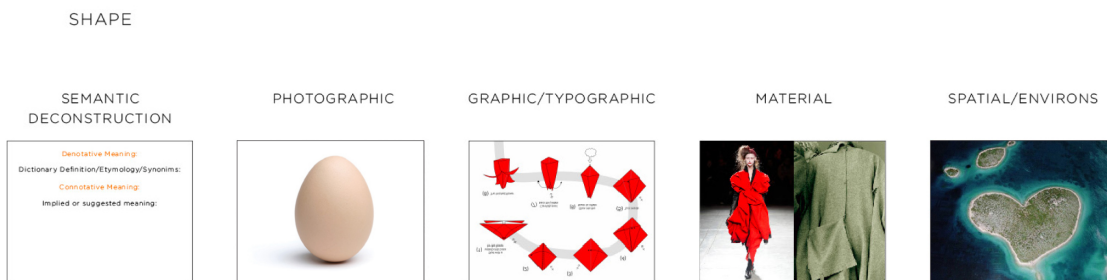 SHAPE
SEMANTIC
DECONSTRUCTION
PHOTOGRAPHIC
GRAPHIC/TYPOGRAPHIC
MATERIAL
SPATIAL/ENVIRONS
Denotative Meaning:
Dictionary Definition/Etymology/Synonims:
Connotative Meaning:
Implied or suggested meaning: